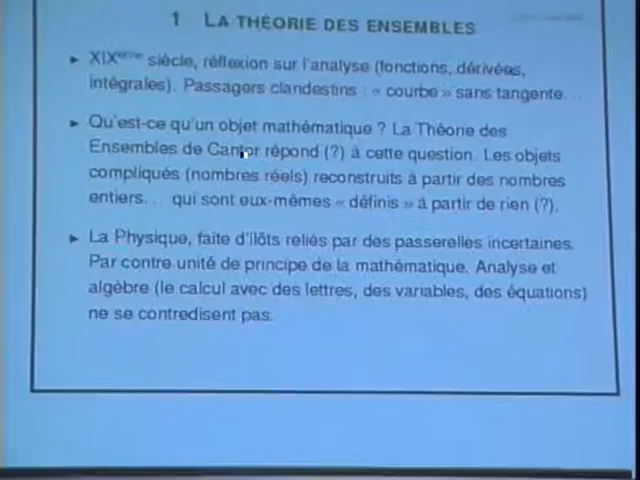 1 LA THÉORIE DES ENSEMBLES
► XIXème siècle, réflexion sur l'analyse (fonctions, dérivées,
intégrales). Passagers clandestins : « courbe » sans tangente...
► Qu'est-ce qu'un objet mathématique ? La Théorie des
Ensembles de Cantor répond (?) à cette question. Les objets
compliqués (nombres réels) reconstruits à partir des nombres
entiers... qui sont eux-mêmes « définis » à partir de rien (?).
► La Physique, faite d'îlots reliés par des passerelles incertaines.
Par contre unité de principe de la mathématique. Analyse et
algèbre (le calcul avec des lettres, des variables, des équations)
ne se contredisent pas.